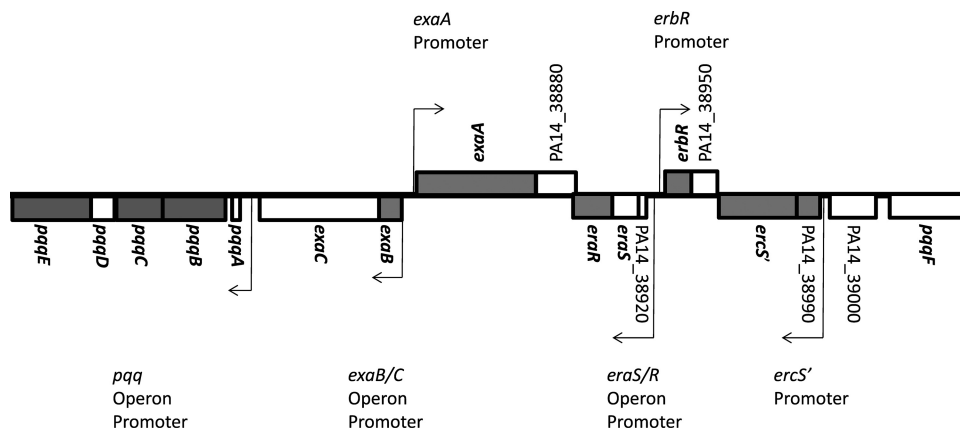 exaA
Promoter
erbR
Promoter
PA14_38880
PA14_38950
exaA
erbR
pqqE
pqqD
pqqC
pqqB
pqqA
exaC
exaB
eraR
eraS
PA14_38920
ercS'
PA14_38990
PA14_39000
pqqF
pqq
Operon
Promoter
exaB/C
Operon
Promoter
eraS/R
Operon
Promoter
ercS'
Promoter